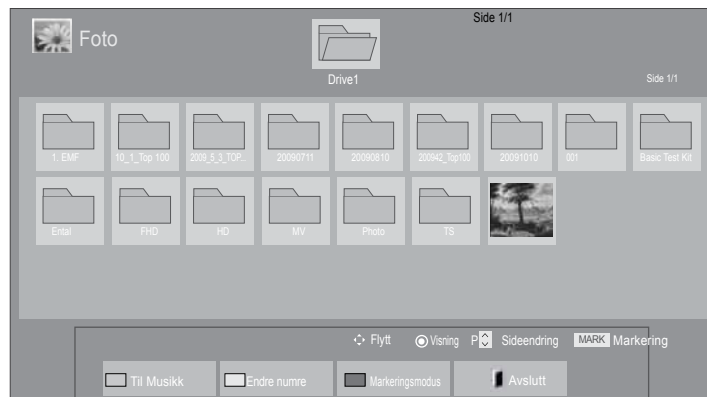 Side 1/1
Foto
Drive1
Side 1/1
1. EMF 10_1_Top 100 2009_5_3_TOP... 20090711 20090810 200942_Top100 20091010 001 Basic Test Kit
Ental FHD HD MV Photo TS
Flytt Visning P Sideendring MARK Markering
Til Musikk Endre numre Markeringsmodus Avslutt